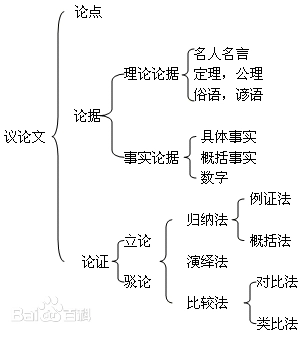 论点
名人名言
理论论据
定理，公理
俗语，谚语
论据
议论文
具体事实
事实论据
概括事实
数字
例证法
归纳法
立论
概括法
论证
演绎法
驳论
对比法
比较法
类比法
Bai百科